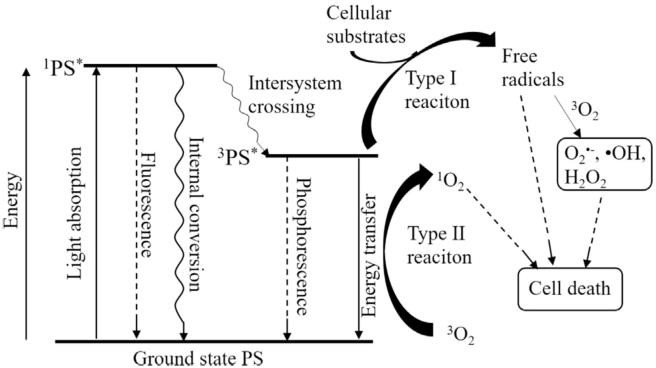 Cellular
substrates
¹PS*
Intersystem
crossing
Type I
reaciton
Free
radicals
³O₂
O₂•-, •OH,
H₂O₂
³PS*
Energy
Light absorption
Fluorescence
Internal conversion
Phosphorescence
Energy transfer
¹O₂
Type II
reaciton
³O₂
Cell death
Ground state PS